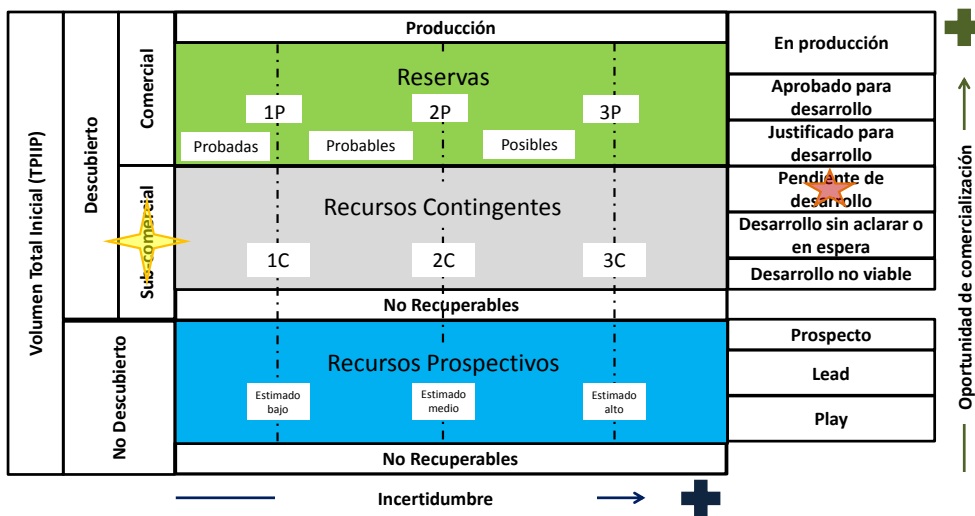 Volumen Total Inicial (TPIIP)
Descubierto
No Descubierto
Comercial
Sub-comercial
Producción
Reservas
1P
2P
3P
Probadas
Probables
Posibles
Recursos Contingentes
1C
2C
3C
No Recuperables
Recursos Prospectivos
Estimado
bajo
Estimado
medio
Estimado
alto
No Recuperables
En producción
Aprobado para
desarrollo
Justificado para
desarrollo
Pendiente de
desarrollo
Desarrollo sin aclarar o
en espera
Desarrollo no viable
Prospecto
Lead
Play
Oportunidad de comercialización
Incertidumbre